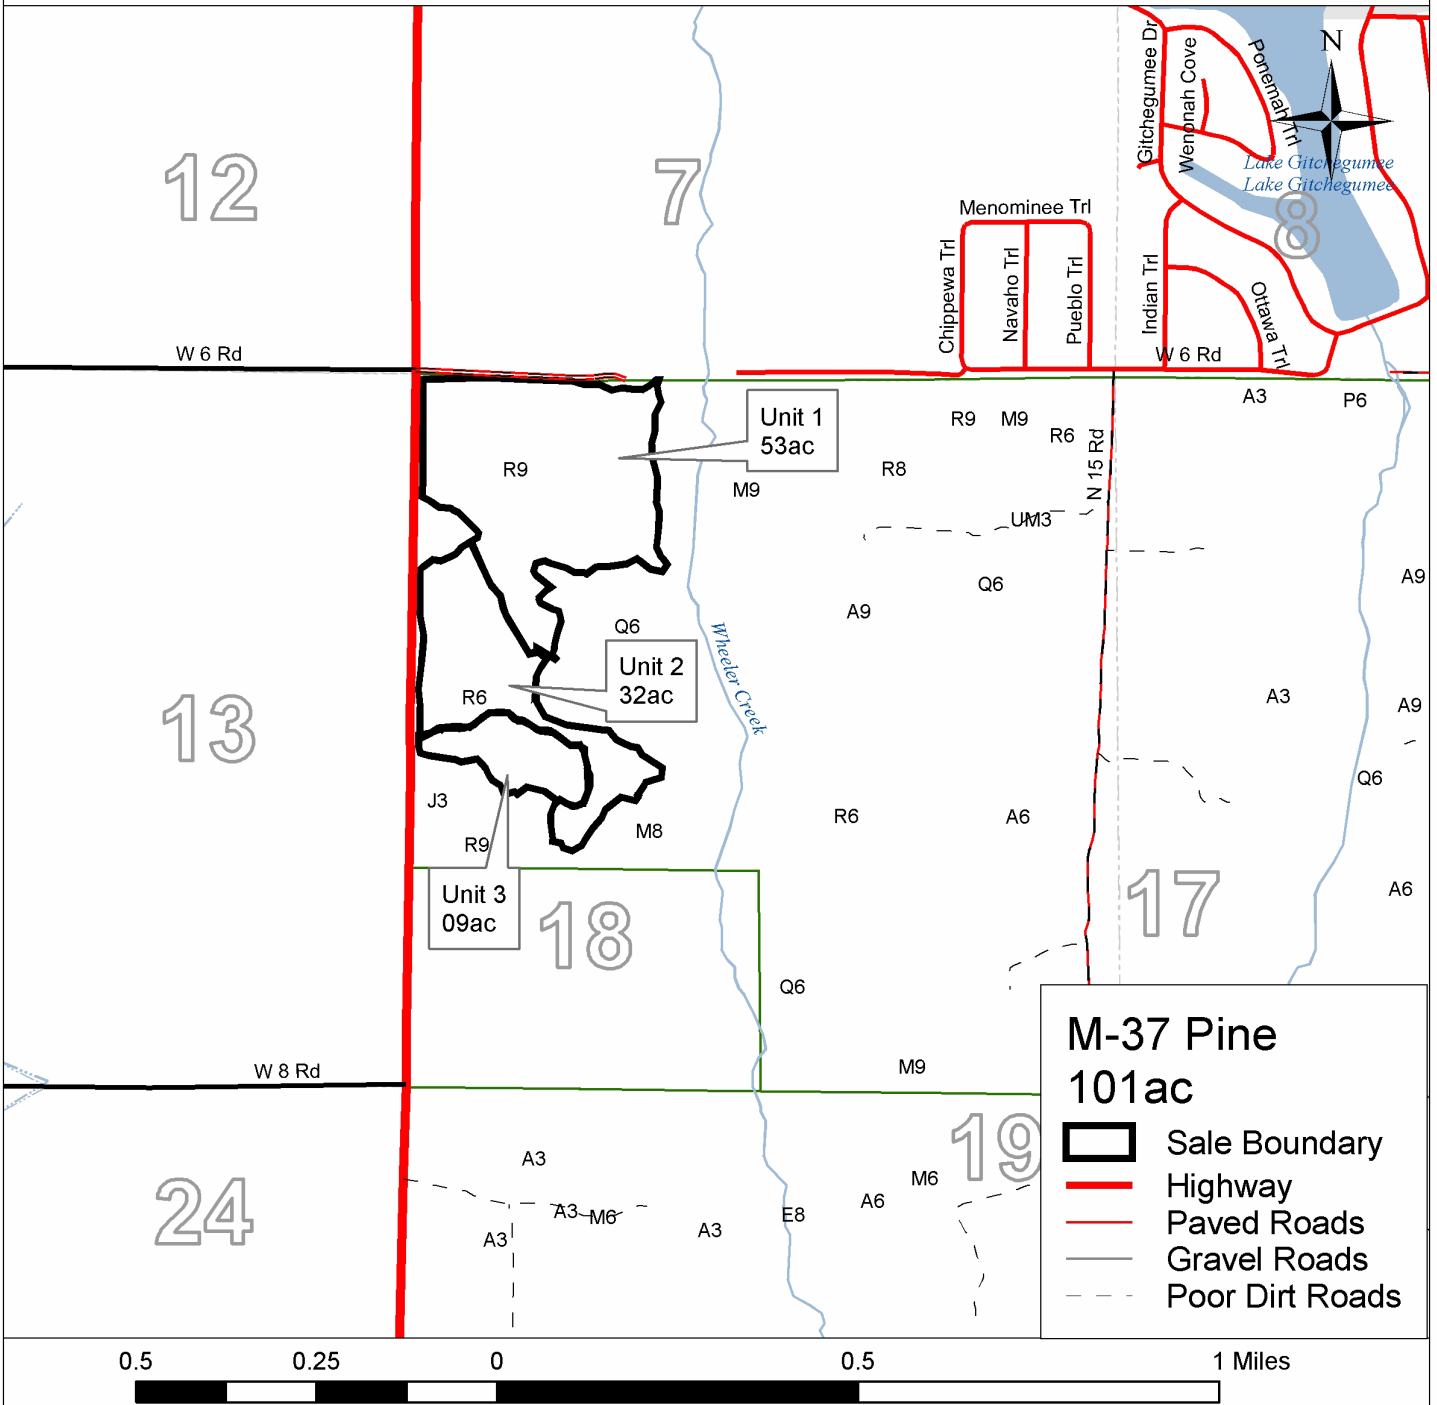 Gitchegumee Dr
Wenonah Cove
Ponemah Trl
N
12
7
Lake Gitchegumee
Lake Gitchegumee
8
Menominee Trl
Chippewa Trl
Navaho Trl
Pueblo Trl
Indian Trl
Ottawa Trl
W 6 Rd
W 6 Rd
A3
P6
Unit 1
53ac
R9
M9
R6
N 15 Rd
R9
R8
M9
UM3
A9
Q6
A9
Q6
Wheeler Creek
Unit 2
32ac
R6
A3
A9
13
Q6
J3
R6
A6
M8
R9
Unit 3
09ac
18
17
A6
Q6
M-37 Pine
101ac
Sale Boundary
Highway
Paved Roads
Gravel Roads
Poor Dirt Roads
W 8 Rd
M9
19
A3
M6
24
A3
M6
A3
A3
E8
A6
0.5
0.25
0
0.5
1 Miles